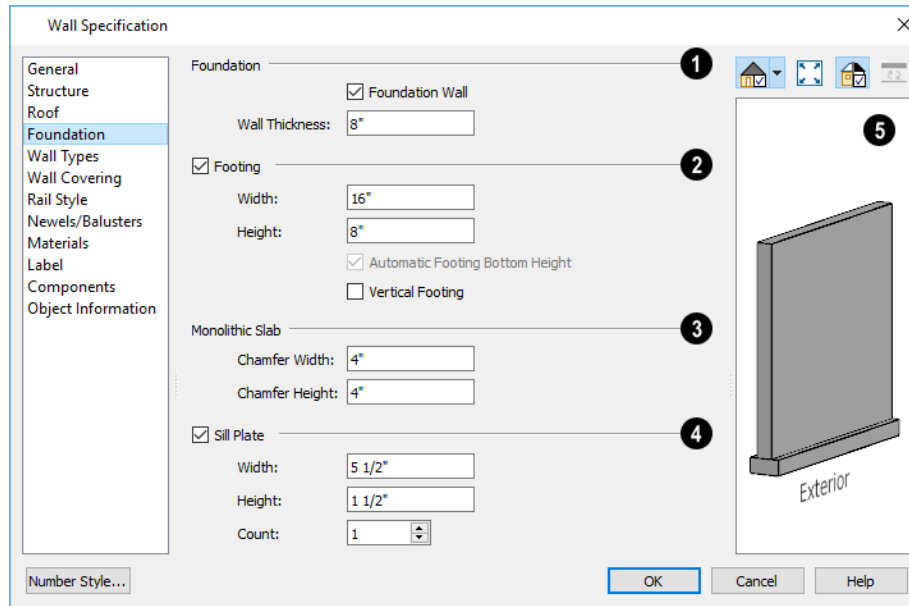 Wall Specification
General
Structure
Roof
Foundation
Wall Types
Wall Covering
Rail Style
Newels/Balusters
Materials
Label
Components
Object Information
Foundation 1
Foundation Wall
Wall Thickness: 8"
Footing 2
Width: 16"
Height: 8"
Automatic Footing Bottom Height
Vertical Footing
Monolithic Slab 3
Chamfer Width: 4"
Chamfer Height: 4"
Sill Plate 4
Width: 5 1/2"
Height: 1 1/2"
Count: 1
5
Exterior
Number Style...
OK
Cancel
Help